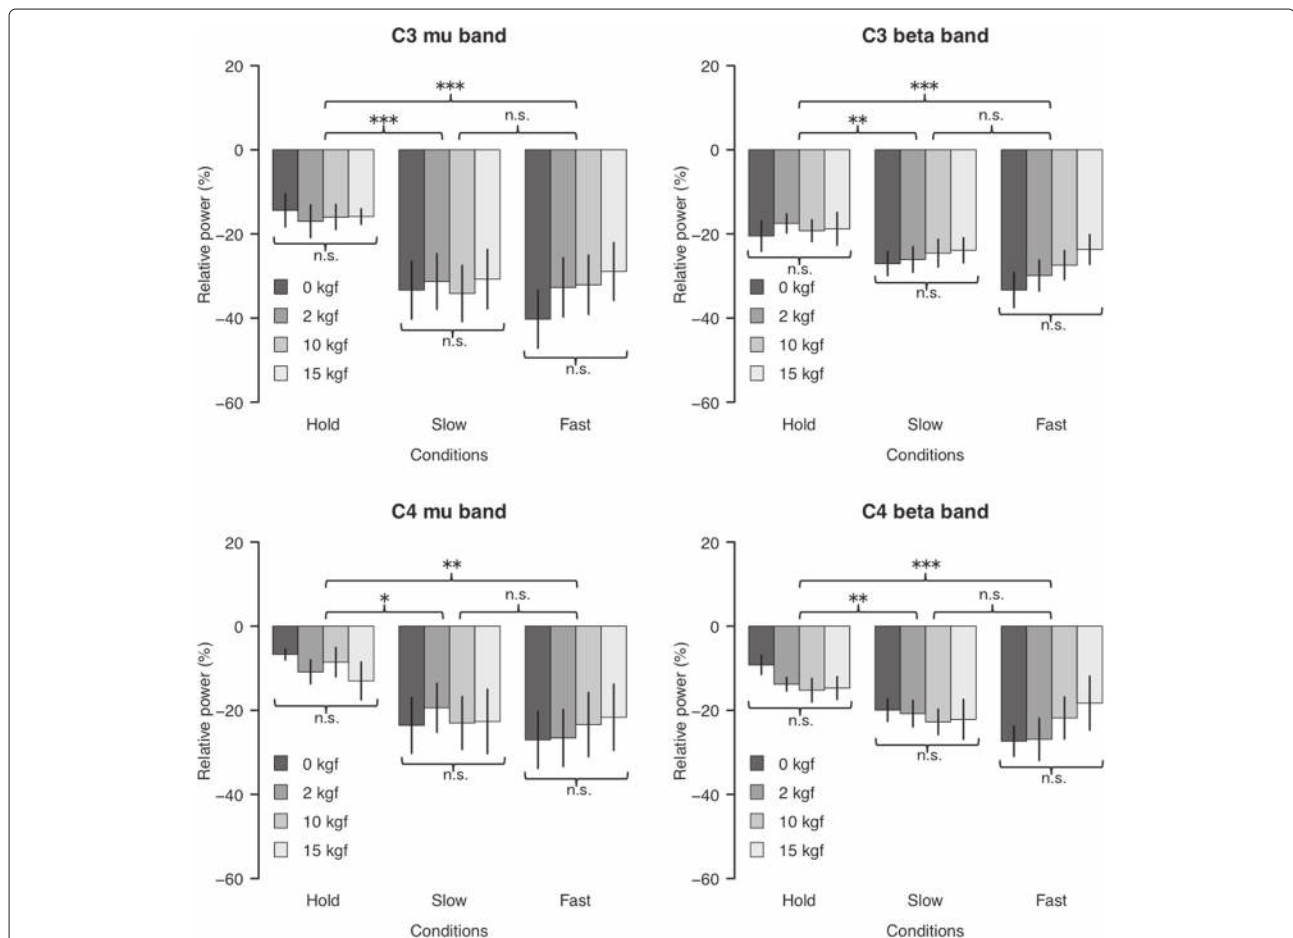 C3 mu band
20
0
−20
−40
−60
Relative power (%)
***
***
n.s.
n.s.
n.s.
n.s.
0 kgf
2 kgf
10 kgf
15 kgf
Hold Slow Fast
Conditions
C3 beta band
20
0
−20
−40
−60
Relative power (%)
***
**
n.s.
n.s.
n.s.
n.s.
0 kgf
2 kgf
10 kgf
15 kgf
Hold Slow Fast
Conditions
C4 mu band
20
0
−20
−40
−60
Relative power (%)
**
*
n.s.
n.s.
n.s.
n.s.
0 kgf
2 kgf
10 kgf
15 kgf
Hold Slow Fast
Conditions
C4 beta band
20
0
−20
−40
−60
Relative power (%)
***
**
n.s.
n.s.
n.s.
n.s.
0 kgf
2 kgf
10 kgf
15 kgf
Hold Slow Fast
Conditions